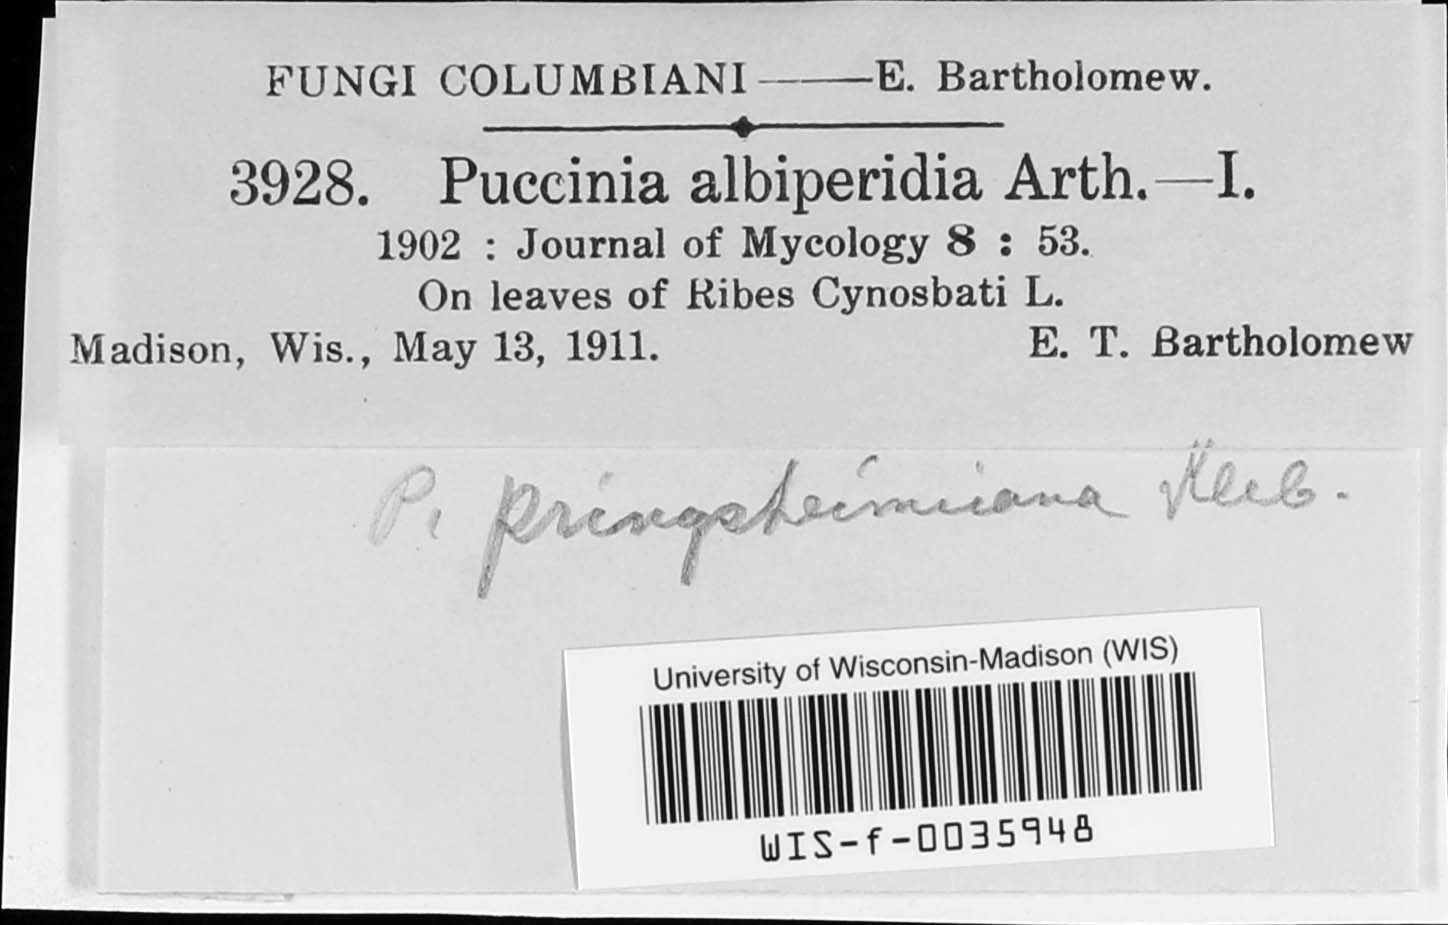 FUNGI COLUMBIANI——E. Bartholomew.
3928. Puccinia albiperidia Arth.—I.
1902 : Journal of Mycology 8 : 53.
On leaves of Ribes Cynosbati L.
Madison, Wis., May 13, 1911. E. T. Bartholomew
P. pringsheimiana Kleb.
University of Wisconsin-Madison (WIS)
WIS-f-0035948